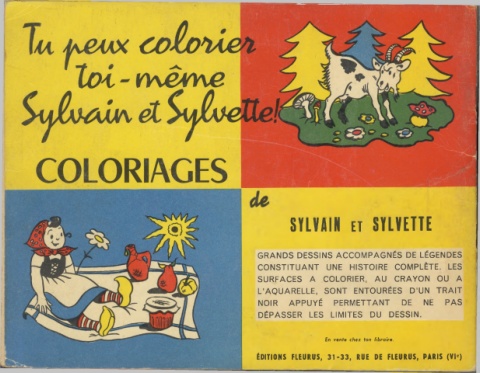 Tu peux colorier
toi-même
Sylvain et Sylvette!
COLORIAGES
de
SYLVAIN ET SYLVETTE
GRANDS DESSINS ACCOMPAGNÉS DE LÉGENDES
CONSTITUANT UNE HISTOIRE COMPLÈTE. LES
SURFACES A COLORIER, AU CRAYON OU A
L'AQUARELLE, SONT ENTOURÉES D'UN TRAIT
NOIR APPUYÉ PERMETTANT DE NE PAS
DÉPASSER LES LIMITES DU DESSIN.
En vente chez ton libraire.
ÉDITIONS FLEURUS, 31-33, RUE DE FLEURUS, PARIS (VIe)